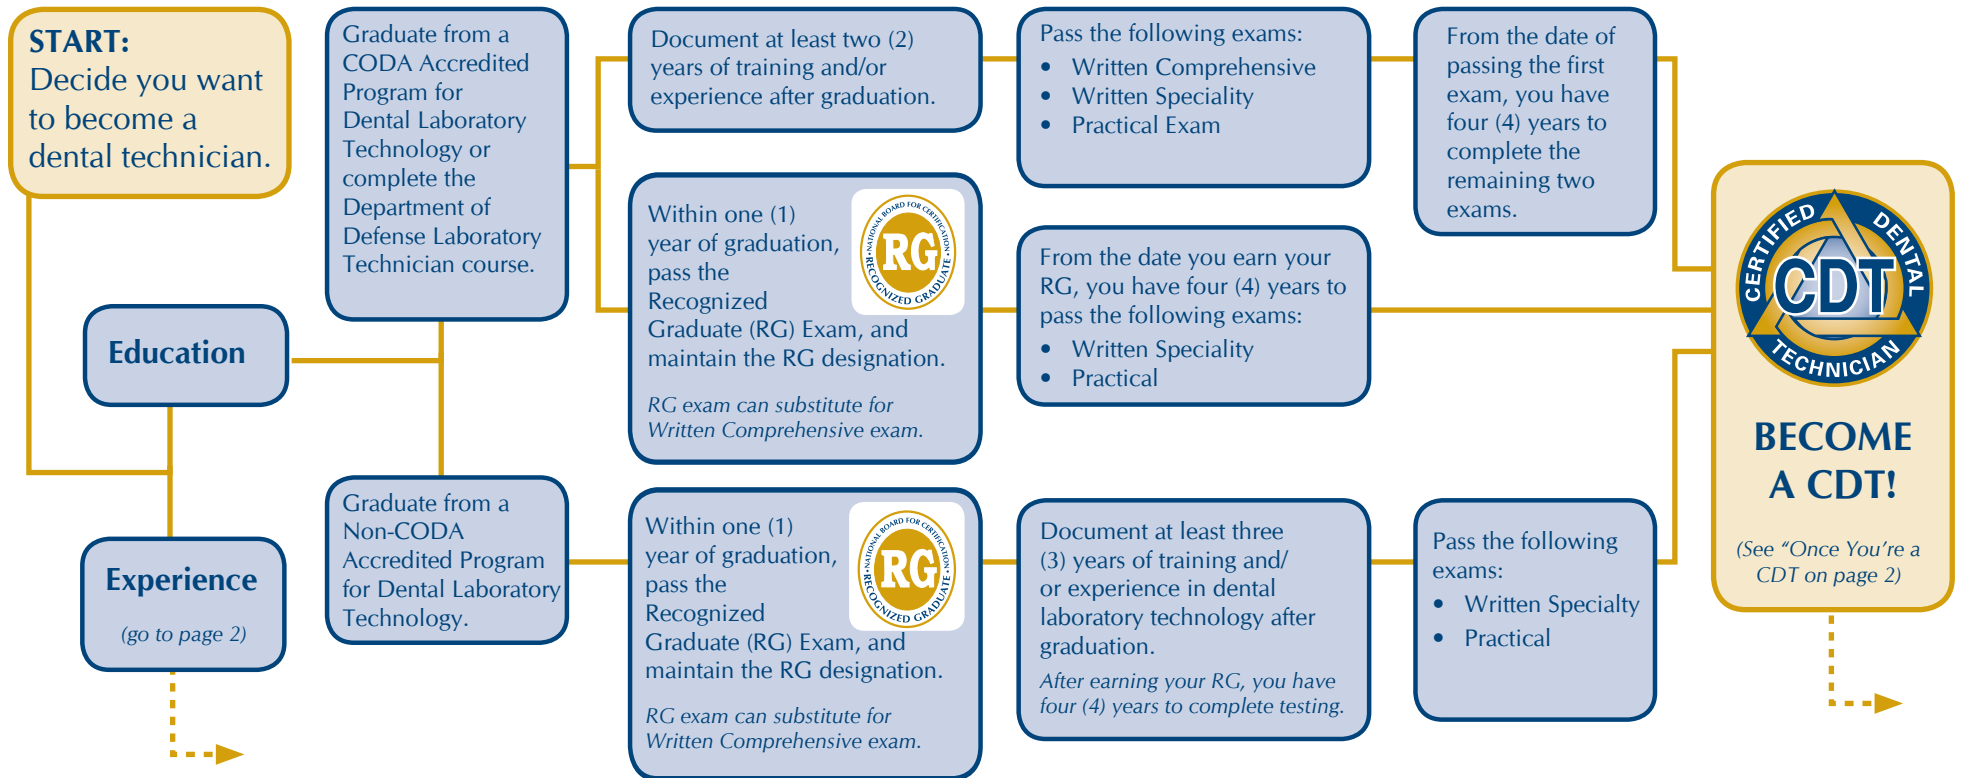 START:
Decide you want
to become a
dental technician.
Education
Experience
(go to page 2)
Graduate from a
CODA Accredited
Program for
Dental Laboratory
Technology or
complete the
Department of
Defense Laboratory
Technician course.
Graduate from a
Non-CODA
Accredited Program
for Dental Laboratory
Technology.
Document at least two (2)
years of training and/or
experience after graduation.
Pass the following exams:
• Written Comprehensive
• Written Speciality
• Practical Exam
From the date of
passing the first
exam, you have
four (4) years to
complete the
remaining two
exams.
Within one (1)
year of graduation,
pass the
Recognized
Graduate (RG) Exam, and
maintain the RG designation.
RG exam can substitute for
Written Comprehensive exam.
NATIONAL BOARD FOR CERTIFICATION
RG
RECOGNIZED GRADUATE
From the date you earn your
RG, you have four (4) years to
pass the following exams:
• Written Speciality
• Practical
Within one (1)
year of graduation,
pass the
Recognized
Graduate (RG) Exam, and
maintain the RG designation.
RG exam can substitute for
Written Comprehensive exam.
NATIONAL BOARD FOR CERTIFICATION
RG
RECOGNIZED GRADUATE
Document at least three
(3) years of training and/
or experience in dental
laboratory technology after
graduation.
After earning your RG, you have
four (4) years to complete testing.
Pass the following
exams:
• Written Specialty
• Practical
CERTIFIED DENTAL
CDT
TECHNICIAN
BECOME
A CDT!
(See “Once You’re a
CDT on page 2)